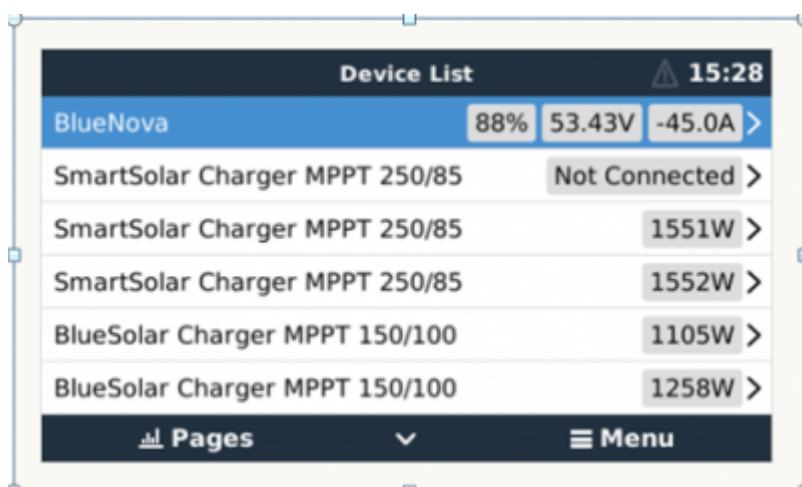 Device List 15:28
BlueNova 88% 53.43V -45.0A
SmartSolar Charger MPPT 250/85 Not Connected
SmartSolar Charger MPPT 250/85 1551W
SmartSolar Charger MPPT 250/85 1552W
BlueSolar Charger MPPT 150/100 1105W
BlueSolar Charger MPPT 150/100 1258W
Pages Menu